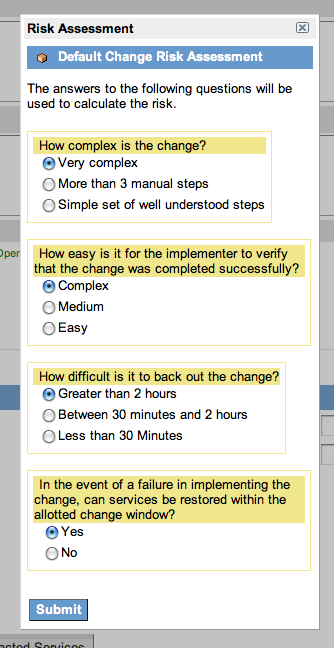 Risk Assessment
Default Change Risk Assessment
The answers to the following questions will be
used to calculate the risk.
How complex is the change?
Very complex
More than 3 manual steps
Simple set of well understood steps
How easy is it for the implementer to verify
that the change was completed successfully?
Complex
Medium
Easy
How difficult is it to back out the change?
Greater than 2 hours
Between 30 minutes and 2 hours
Less than 30 Minutes
In the event of a failure in implementing the
change, can services be restored within the
allotted change window?
Yes
No
Submit